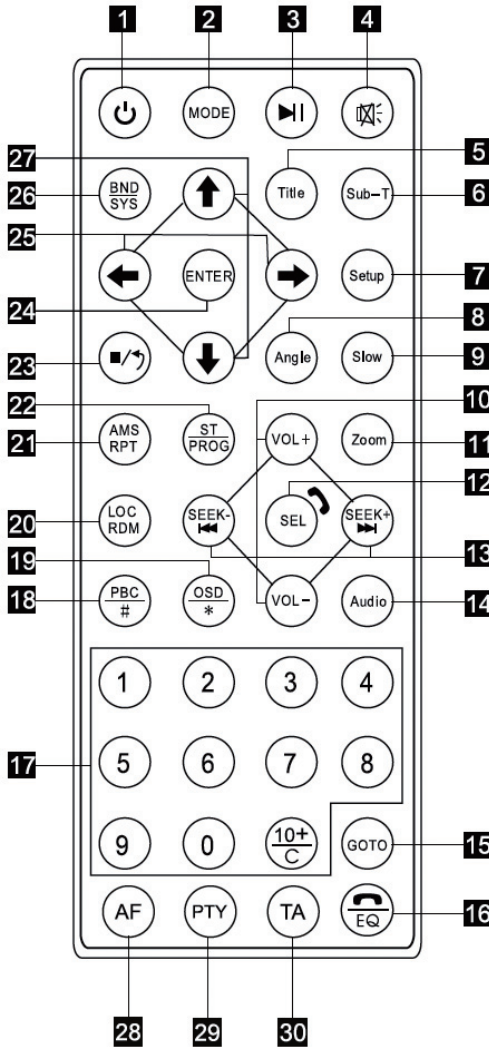 1 2 3 4
MODE
27 5
26 BND SYS Title Sub-T 6
25
ENTER Setup 7
24 8
23 Angle Slow 9
22 10
21 AMS RPT ST PROG VOL+ Zoom 11
12
20 LOC RDM SEEK- SEL SEEK+
19 13
18 PBC # OSD * VOL- Audio 14
1 2 3 4
17 5 6 7 8
9 0 10+ C GOTO 15
AF PTY TA EQ 16
28 29 30